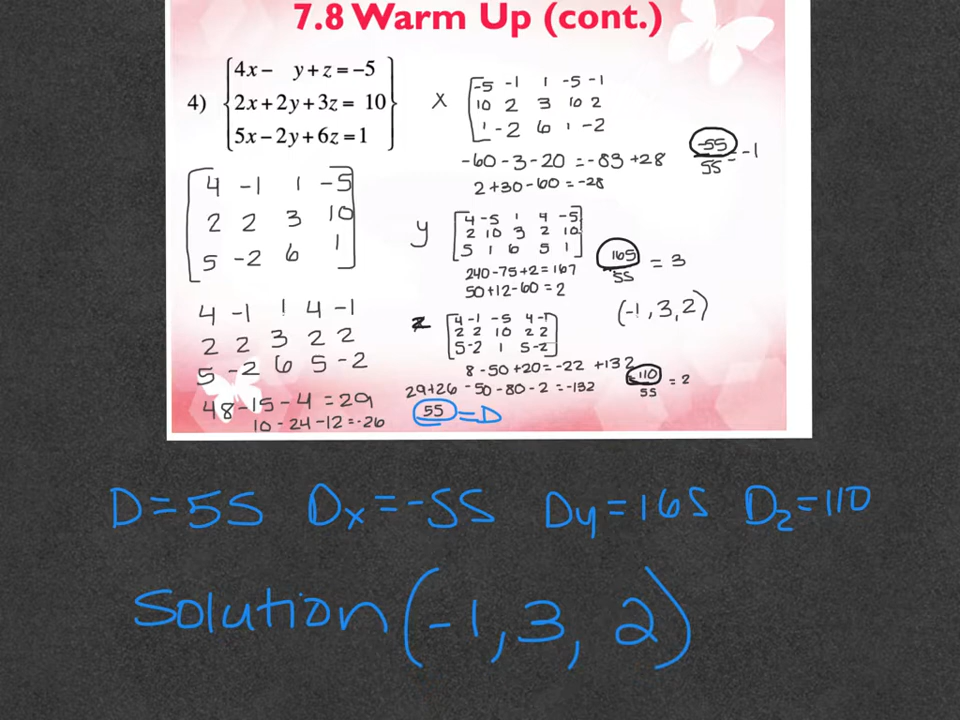 7.8 Warm Up (cont.)
4) 4x − y + z = −5
2x + 2y + 3z = 10
5x − 2y + 6z = 1
4 -1 1 -5
2 2 3 10
5 -2 6 1
4 -1 1 4 -1
2 2 3 2 2
5 -2 6 5 -2
48-15-4=29
10-24-12=-26
x
-5 -1 1 -5 -1
10 2 3 10 2
1 -2 6 1 -2
-60-3-20=-83+28
2+30-60=-28
-55/55=-1
y
4 -5 1 4 -5
2 10 3 2 10
5 1 6 5 1
240-75+2=167
50+12-60=2
165/55=3
(-1,3,2)
z
4 -1 -5 4 -1
2 2 10 2 2
5 -2 1 5 -2
8-50+20=-22+132
-50-80-2=-132
110/55=2
29+26
55=D
D=55 Dx=-55 Dy=165 Dz=110
Solution (-1,3,2)